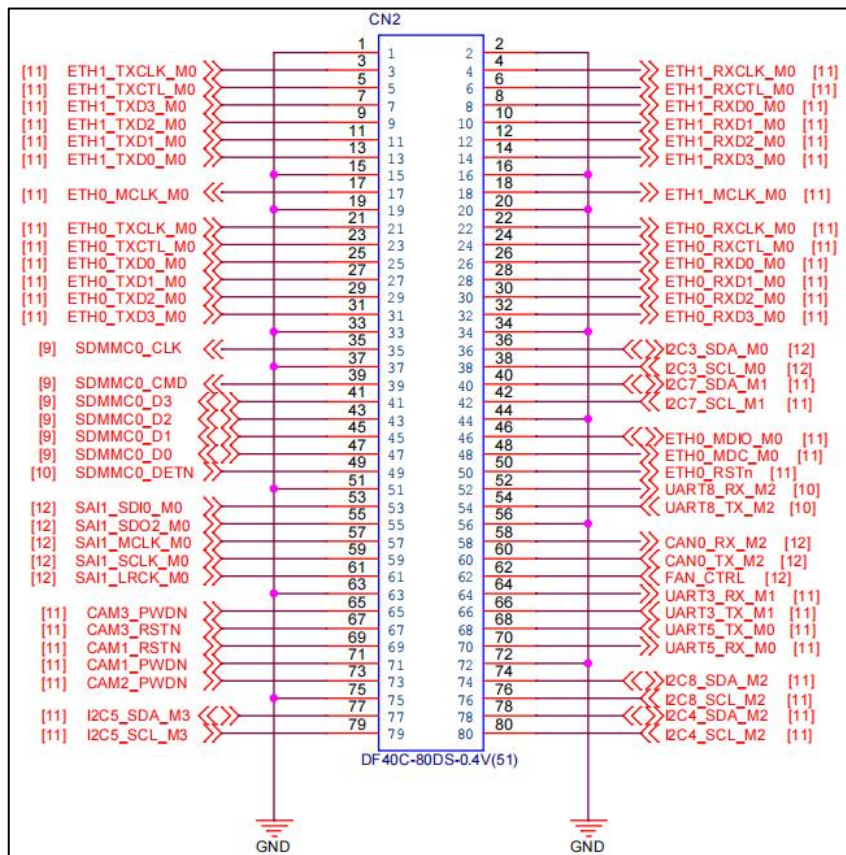 CN2
1 1 2 2
[11] ETH1_TXCLK_M0 3 3 4 4 ETH1_RXCLK_M0 [11]
[11] ETH1_TXCTL_M0 5 5 6 6 ETH1_RXCTL_M0 [11]
[11] ETH1_TXD3_M0 7 7 8 8 ETH1_RXD0_M0 [11]
[11] ETH1_TXD2_M0 9 9 10 10 ETH1_RXD1_M0 [11]
[11] ETH1_TXD1_M0 11 11 12 12 ETH1_RXD2_M0 [11]
[11] ETH1_TXD0_M0 13 13 14 14 ETH1_RXD3_M0 [11]
15 15 16 16
[11] ETH0_MCLK_M0 17 17 18 18 ETH1_MCLK_M0 [11]
19 19 20 20
[11] ETH0_TXCLK_M0 21 21 22 22 ETH0_RXCLK_M0 [11]
[11] ETH0_TXCTL_M0 23 23 24 24 ETH0_RXCTL_M0 [11]
[11] ETH0_TXD0_M0 25 25 26 26 ETH0_RXD0_M0 [11]
[11] ETH0_TXD1_M0 27 27 28 28 ETH0_RXD1_M0 [11]
[11] ETH0_TXD2_M0 29 29 30 30 ETH0_RXD2_M0 [11]
[11] ETH0_TXD3_M0 31 31 32 32 ETH0_RXD3_M0 [11]
33 33 34 34
[9] SDMMC0_CLK 35 35 36 36 I2C3_SDA_M0 [12]
37 37 38 38 I2C3_SCL_M0 [12]
[9] SDMMC0_CMD 39 39 40 40 I2C7_SDA_M1 [11]
[9] SDMMC0_D3 41 41 42 42 I2C7_SCL_M1 [11]
[9] SDMMC0_D2 43 43 44 44
[9] SDMMC0_D1 45 45 46 46 ETH0_MDIO_M0 [11]
[9] SDMMC0_D0 47 47 48 48 ETH0_MDC_M0 [11]
[10] SDMMC0_DETN 49 49 50 50 ETH0_RSTn [11]
51 51 52 52 UART8_RX_M2 [10]
[12] SAI1_SDI0_M0 53 53 54 54 UART8_TX_M2 [10]
[12] SAI1_SDO2_M0 55 55 56 56
[12] SAI1_MCLK_M0 57 57 58 58 CAN0_RX_M2 [12]
[12] SAI1_SCLK_M0 59 59 60 60 CAN0_TX_M2 [12]
[12] SAI1_LRCK_M0 61 61 62 62 FAN_CTRL [12]
63 63 64 64 UART3_RX_M1 [11]
[11] CAM3_PWDN 65 65 66 66 UART3_TX_M1 [11]
[11] CAM3_RSTN 67 67 68 68 UART5_TX_M0 [11]
[11] CAM1_RSTN 69 69 70 70 UART5_RX_M0 [11]
[11] CAM1_PWDN 71 71 72 72
[11] CAM2_PWDN 73 73 74 74 I2C8_SDA_M2 [11]
75 75 76 76 I2C8_SCL_M2 [11]
[11] I2C5_SDA_M3 77 77 78 78 I2C4_SDA_M2 [11]
[11] I2C5_SCL_M3 79 79 80 80 I2C4_SCL_M2 [11]
DF40C-80DS-0.4V(51)
GND GND